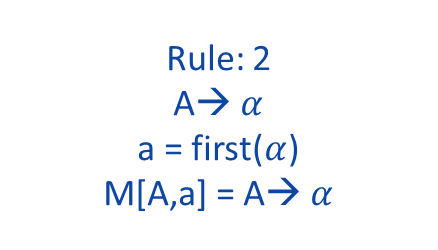 Rule: 2
A→ α
a = first(α)
M[A,a] = A→ α